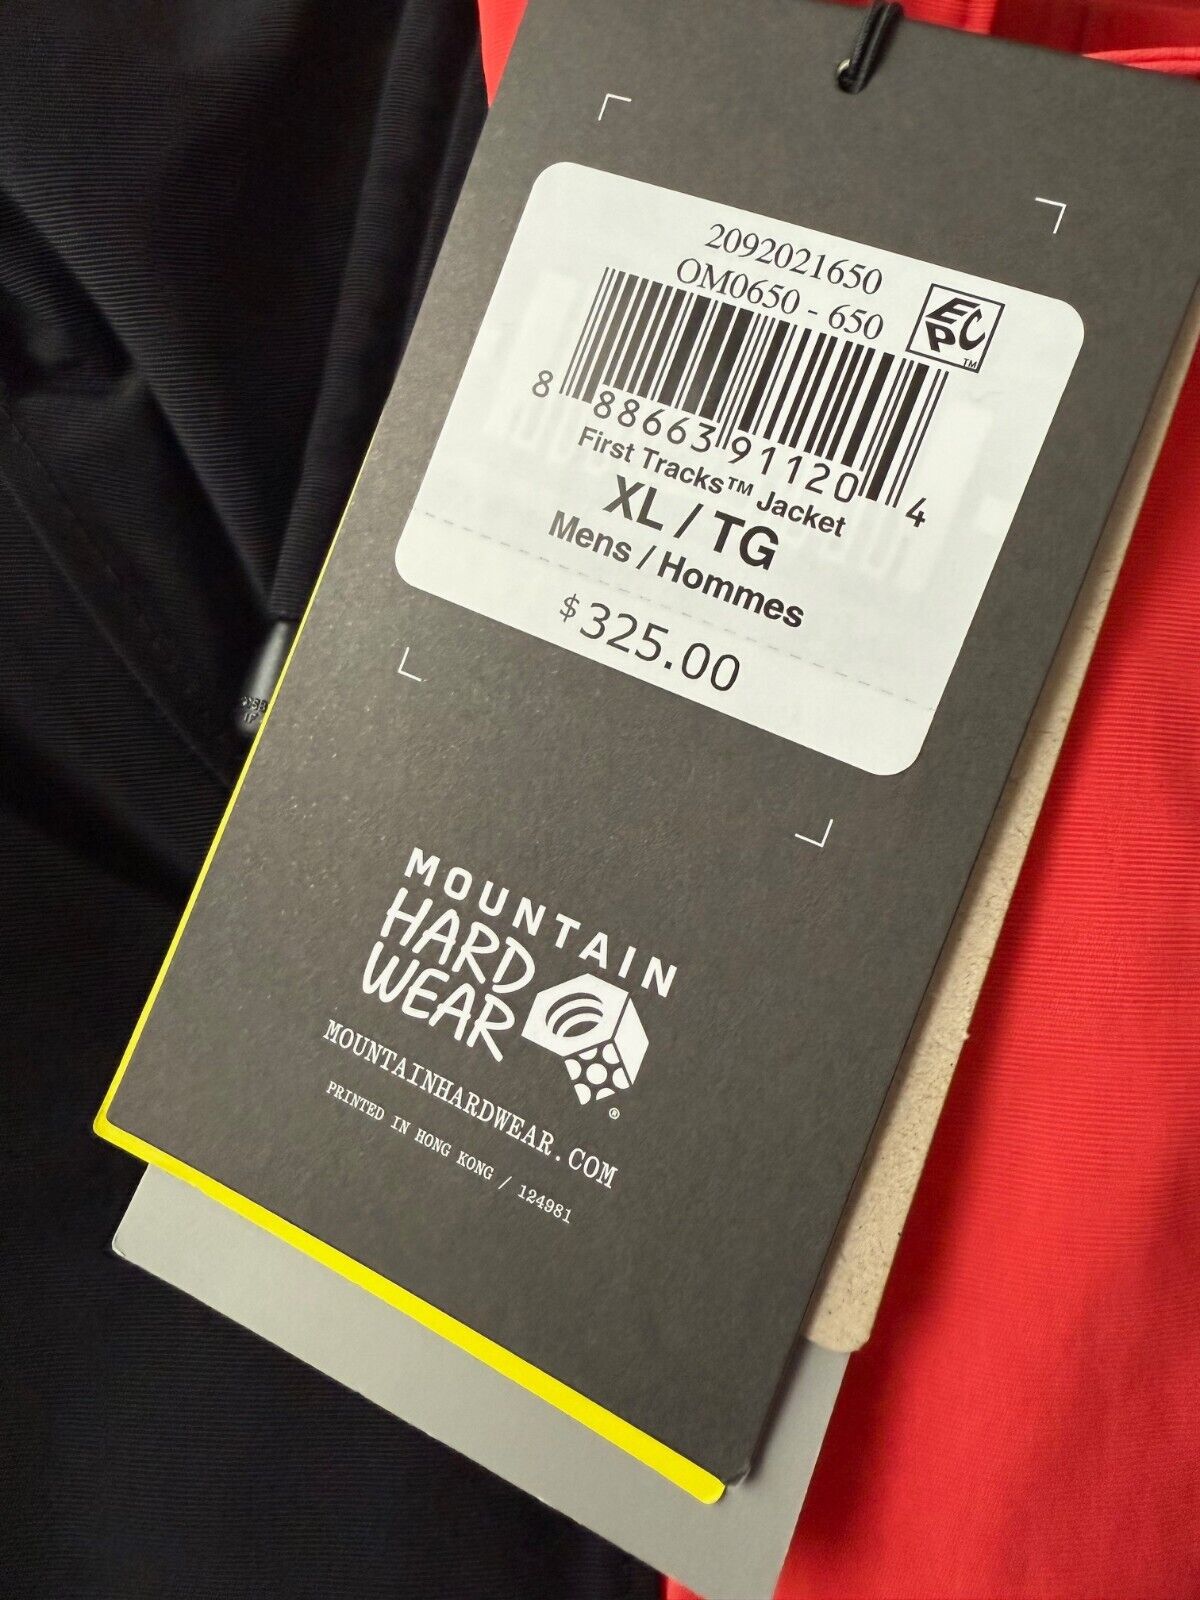 2092021650
OM0650 - 650
EPC™
8 88663 91120 4
First Tracks™ Jacket
XL / TG
Mens / Hommes
$325.00
MOUNTAIN
HARD
WEAR
®
MOUNTAINHARDWEAR.COM
PRINTED IN HONG KONG / 124981